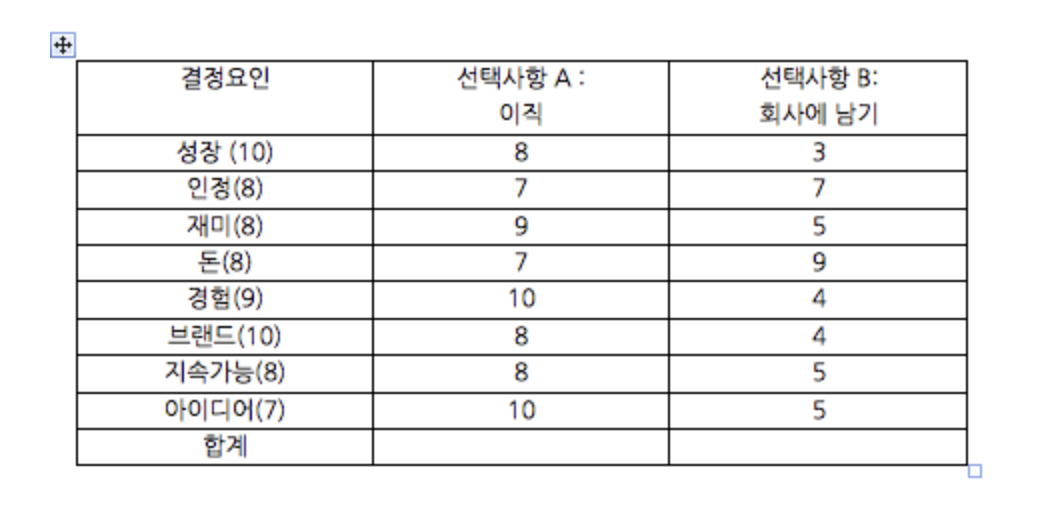 결정요인 선택사항 A : 선택사항 B:
이직 회사에 남기
성장 (10) 8 3
인정(8) 7 7
재미(8) 9 5
돈(8) 7 9
경험(9) 10 4
브랜드(10) 8 4
지속가능(8) 8 5
아이디어(7) 10 5
합계